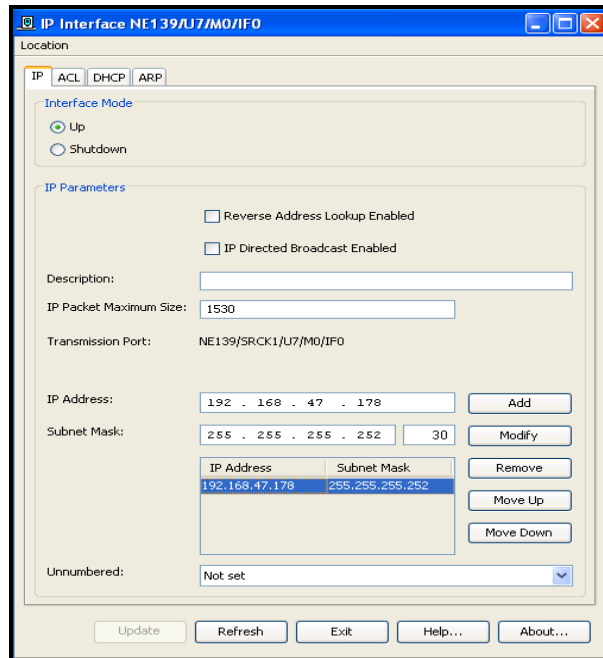 IP Interface NE139/U7/M0/IF0
Location
IP ACL DHCP ARP
Interface Mode
Up
Shutdown
IP Parameters
Reverse Address Lookup Enabled
IP Directed Broadcast Enabled
Description:
IP Packet Maximum Size: 1530
Transmission Port: NE139/SRCK1/U7/M0/IF0
IP Address: 192 . 168 . 47 . 178 Add
Subnet Mask: 255 . 255 . 255 . 252 30 Modify
IP Address Subnet Mask Remove
192.168.47.178 255.255.255.252
Move Up
Move Down
Unnumbered: Not set
Update Refresh Exit Help... About...